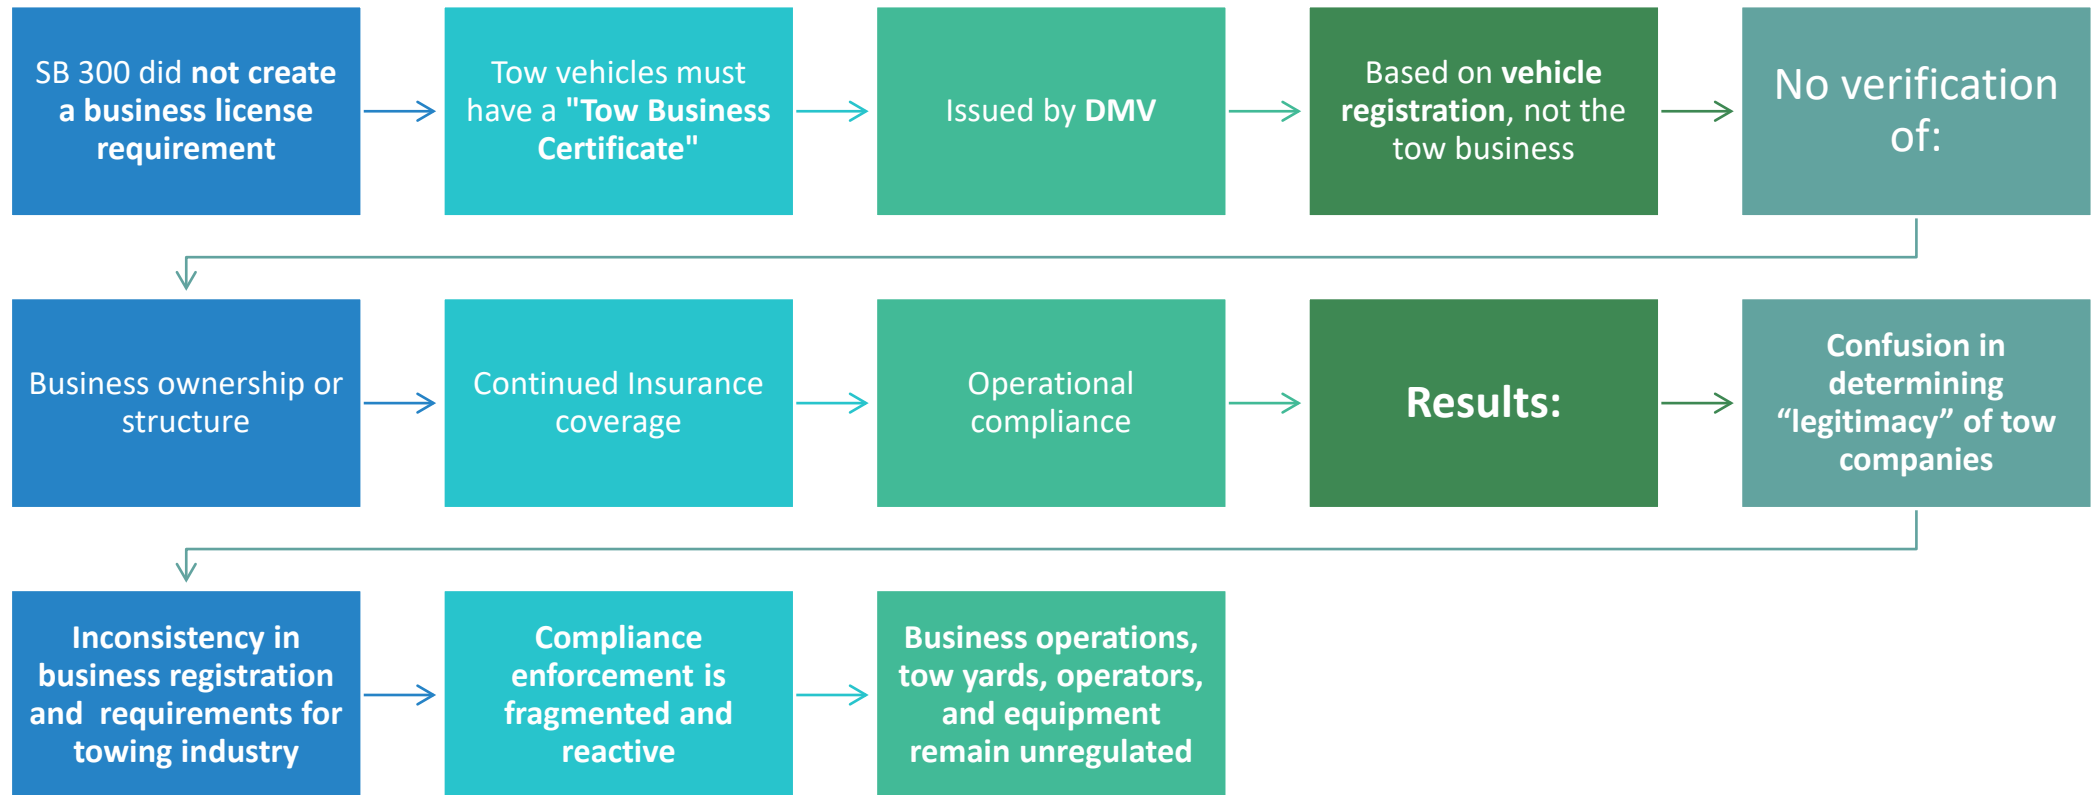 SB 300 did not create
a business license
requirement
Tow vehicles must
have a "Tow Business
Certificate"
Issued by DMV
Based on vehicle
registration, not the
tow business
No verification
of:
Business ownership or
structure
Continued Insurance
coverage
Operational
compliance
Results:
Confusion in
determining
“legitimacy” of tow
companies
Inconsistency in
business registration
and  requirements for
towing industry
Compliance
enforcement is
fragmented and
reactive
Business operations,
tow yards, operators,
and equipment
remain unregulated